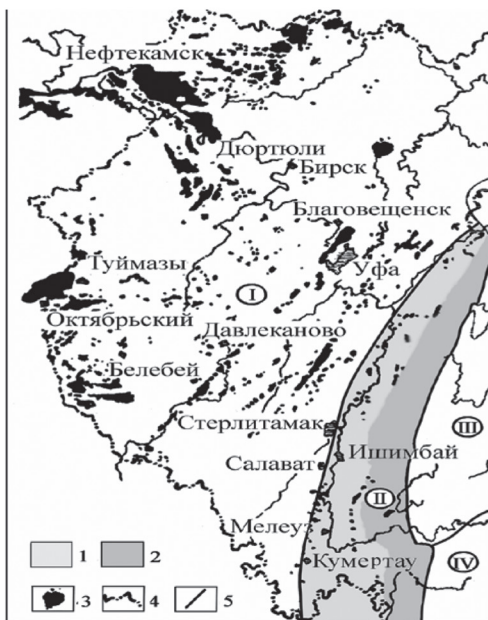 Нефтекамск
Дюртюли
Бирск
Благовещенск
Туймазы
Уфа
I
Октябрьский
Давлеканово
Белебей
Стерлитамак
III
Ишимбай
Салават
II
Мелеуз
Кумертау
IV
1
2
3
4
5